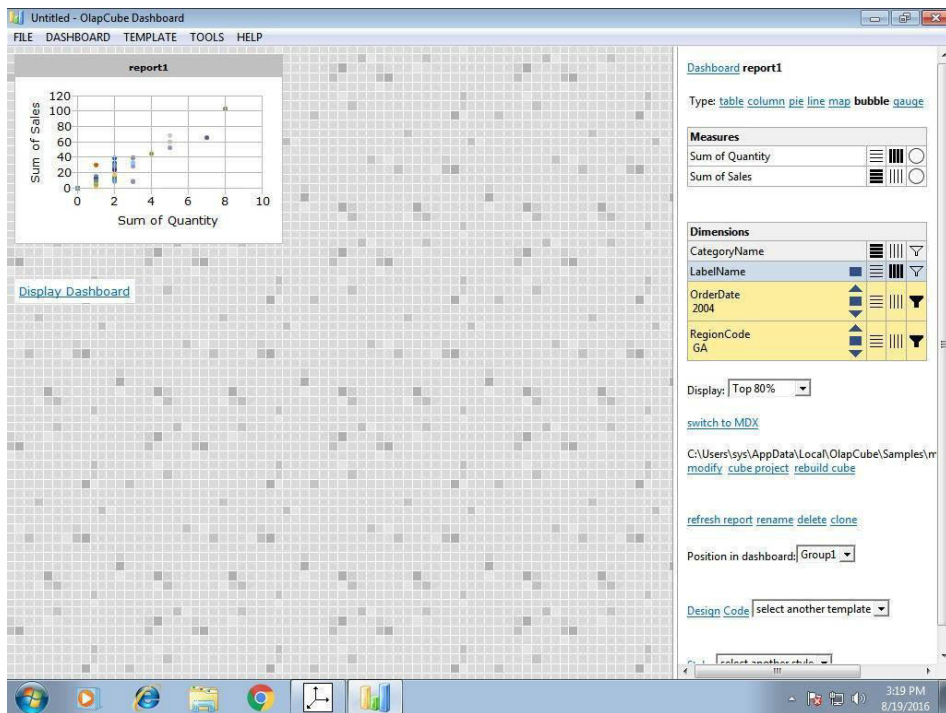 Untitled - OlapCube Dashboard
FILE DASHBOARD TEMPLATE TOOLS HELP
report1
Sum of Sales
120
100
80
60
40
20
0
0 2 4 6 8 10
Sum of Quantity
Display Dashboard
Dashboard report1
Type: table column pie line map bubble gauge
Measures
Sum of Quantity
Sum of Sales
Dimensions
CategoryName
LabelName
OrderDate
2004
RegionCode
GA
Display: Top 80%
switch to MDX
C:\Users\sys\AppData\Local\OlapCube\Samples\m
modify cube project rebuild cube
refresh report rename delete clone
Position in dashboard: Group1
Design Code select another template
select another style
3:19 PM
8/19/2016